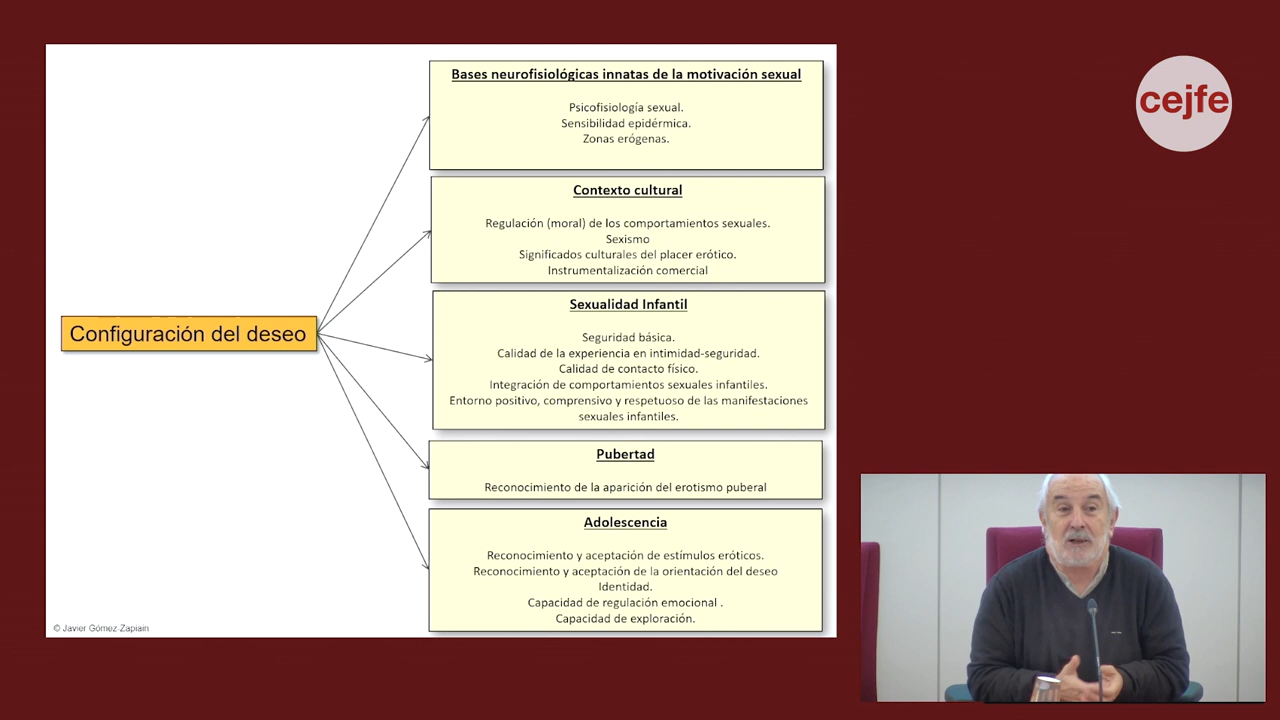 Configuración del deseo
Bases neurofisiológicas innatas de la motivación sexual
Psicofisiología sexual.
Sensibilidad epidérmica.
Zonas erógenas.
Contexto cultural
Regulación (moral) de los comportamientos sexuales.
Sexismo
Significados culturales del placer erótico.
Instrumentalización comercial
Sexualidad Infantil
Seguridad básica.
Calidad de la experiencia en intimidad-seguridad.
Calidad de contacto físico.
Integración de comportamientos sexuales infantiles.
Entorno positivo, comprensivo y respetuoso de las manifestaciones
sexuales infantiles.
Pubertad
Reconocimiento de la aparición del erotismo puberal
Adolescencia
Reconocimiento y aceptación de estímulos eróticos.
Reconocimiento y aceptación de la orientación del deseo
Identidad.
Capacidad de regulación emocional .
Capacidad de exploración.
© Javier Gómez Zapiain
cejfe